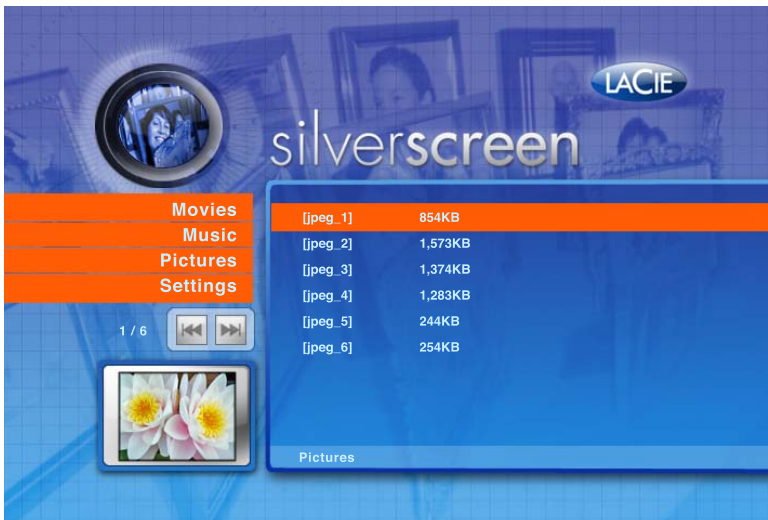 LACIE
silverscreen
Movies
Music
Pictures
Settings
1 / 6
[jpeg_1] 854KB
[jpeg_2] 1,573KB
[jpeg_3] 1,374KB
[jpeg_4] 1,283KB
[jpeg_5] 244KB
[jpeg_6] 254KB
Pictures